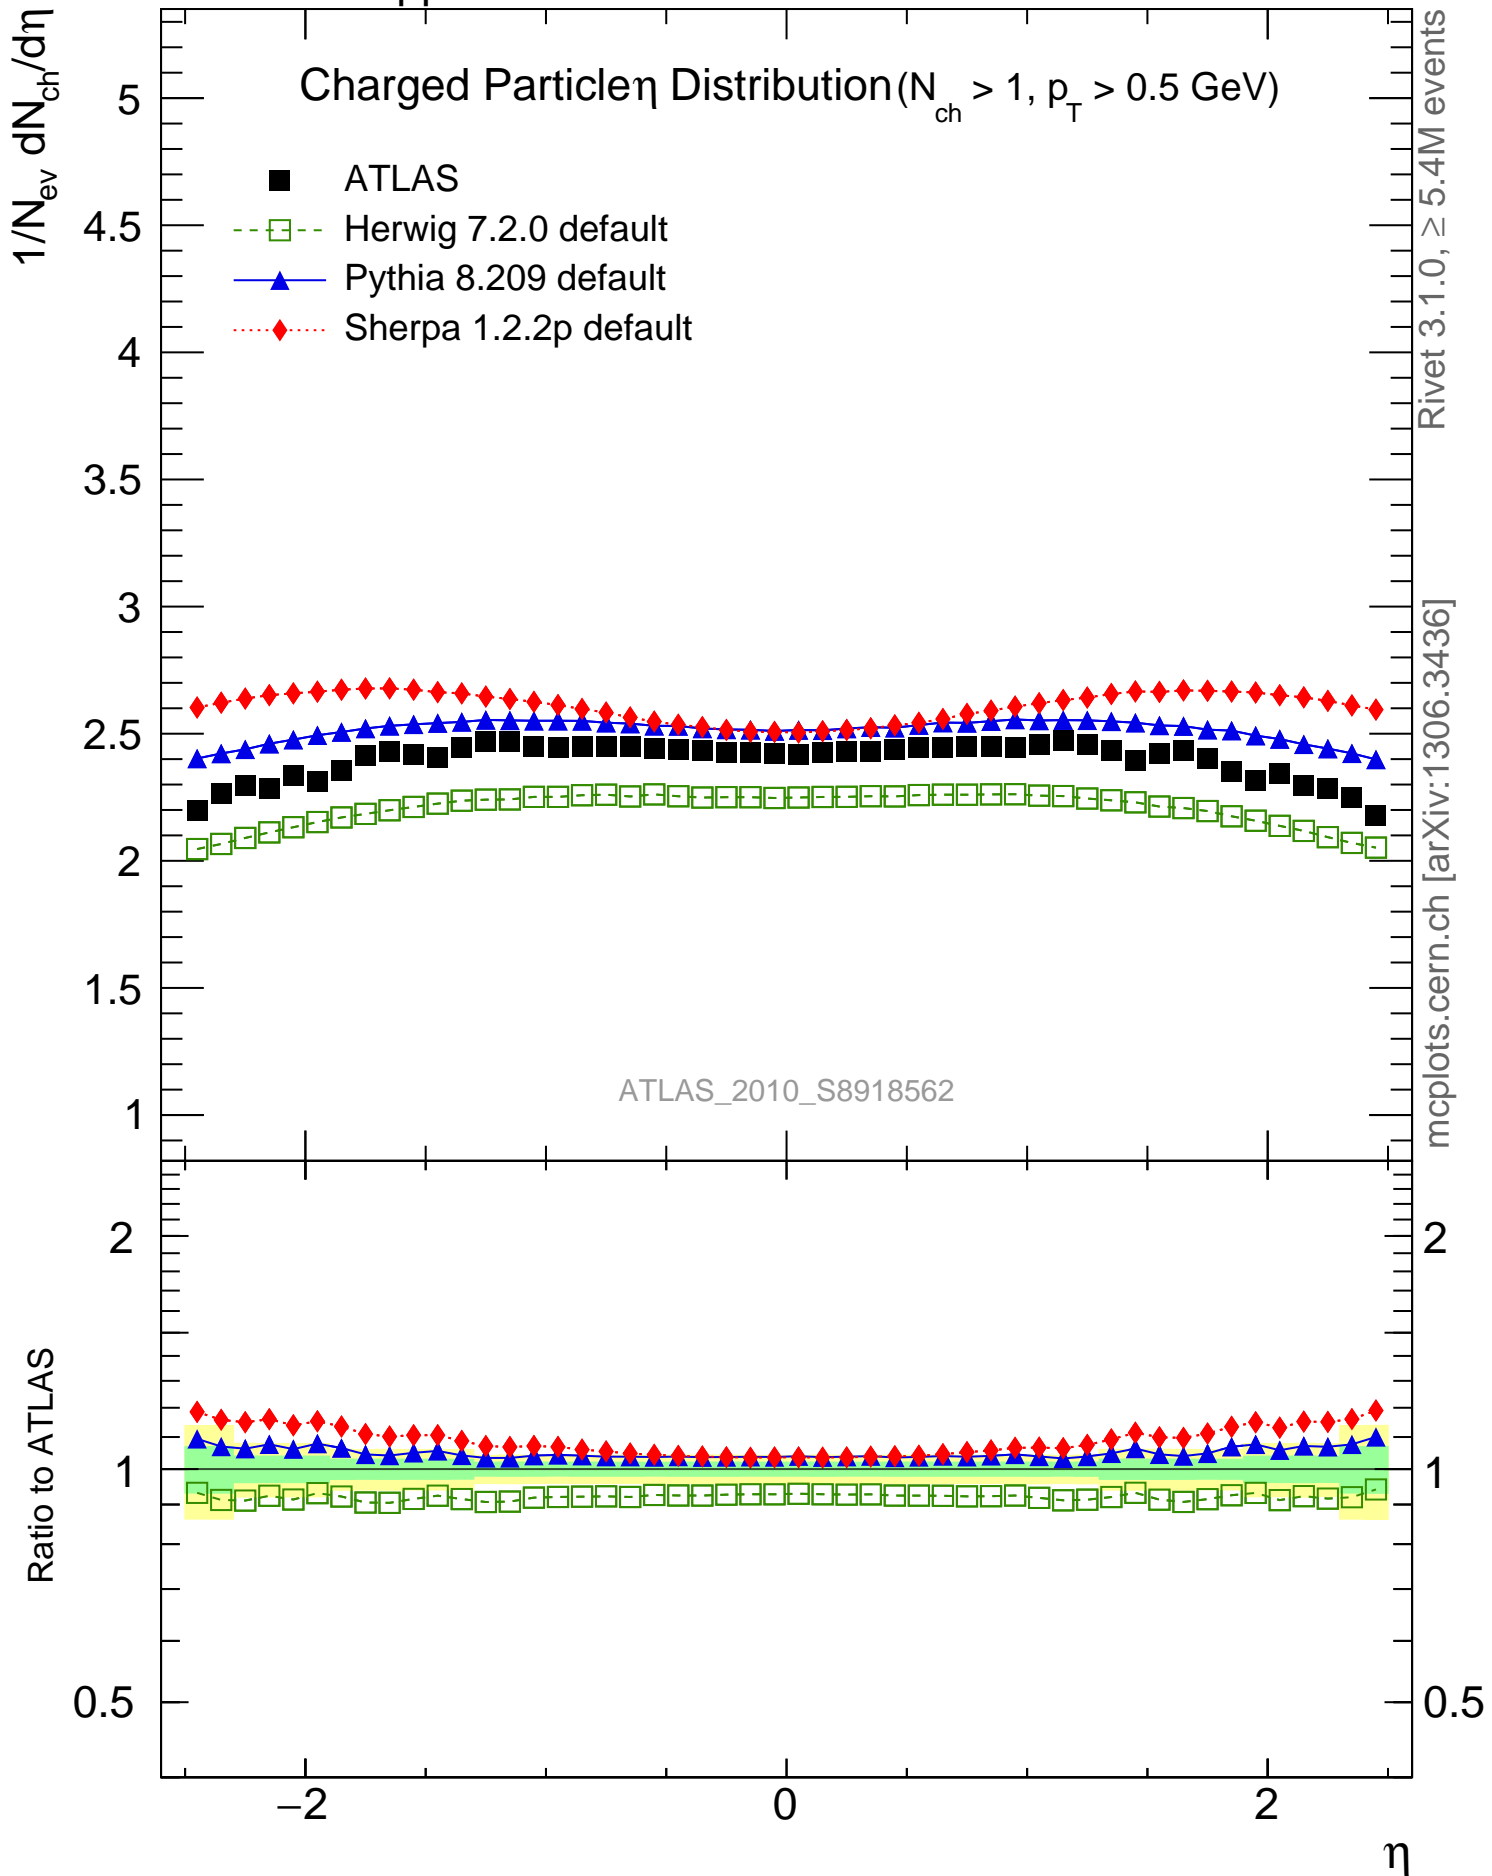 pp
1/N_ev dN_ch/dη
Charged Particleη Distribution(N_ch > 1, p_T > 0.5 GeV)
ATLAS
Herwig 7.2.0 default
Pythia 8.209 default
Sherpa 1.2.2p default
5
4.5
4
3.5
3
2.5
2
1.5
1
ATLAS_2010_S8918562
Rivet 3.1.0, ≥ 5.4M events
mcplots.cern.ch [arXiv:1306.3436]
Ratio to ATLAS
2
1
0.5
2
1
0.5
−2
0
2
η